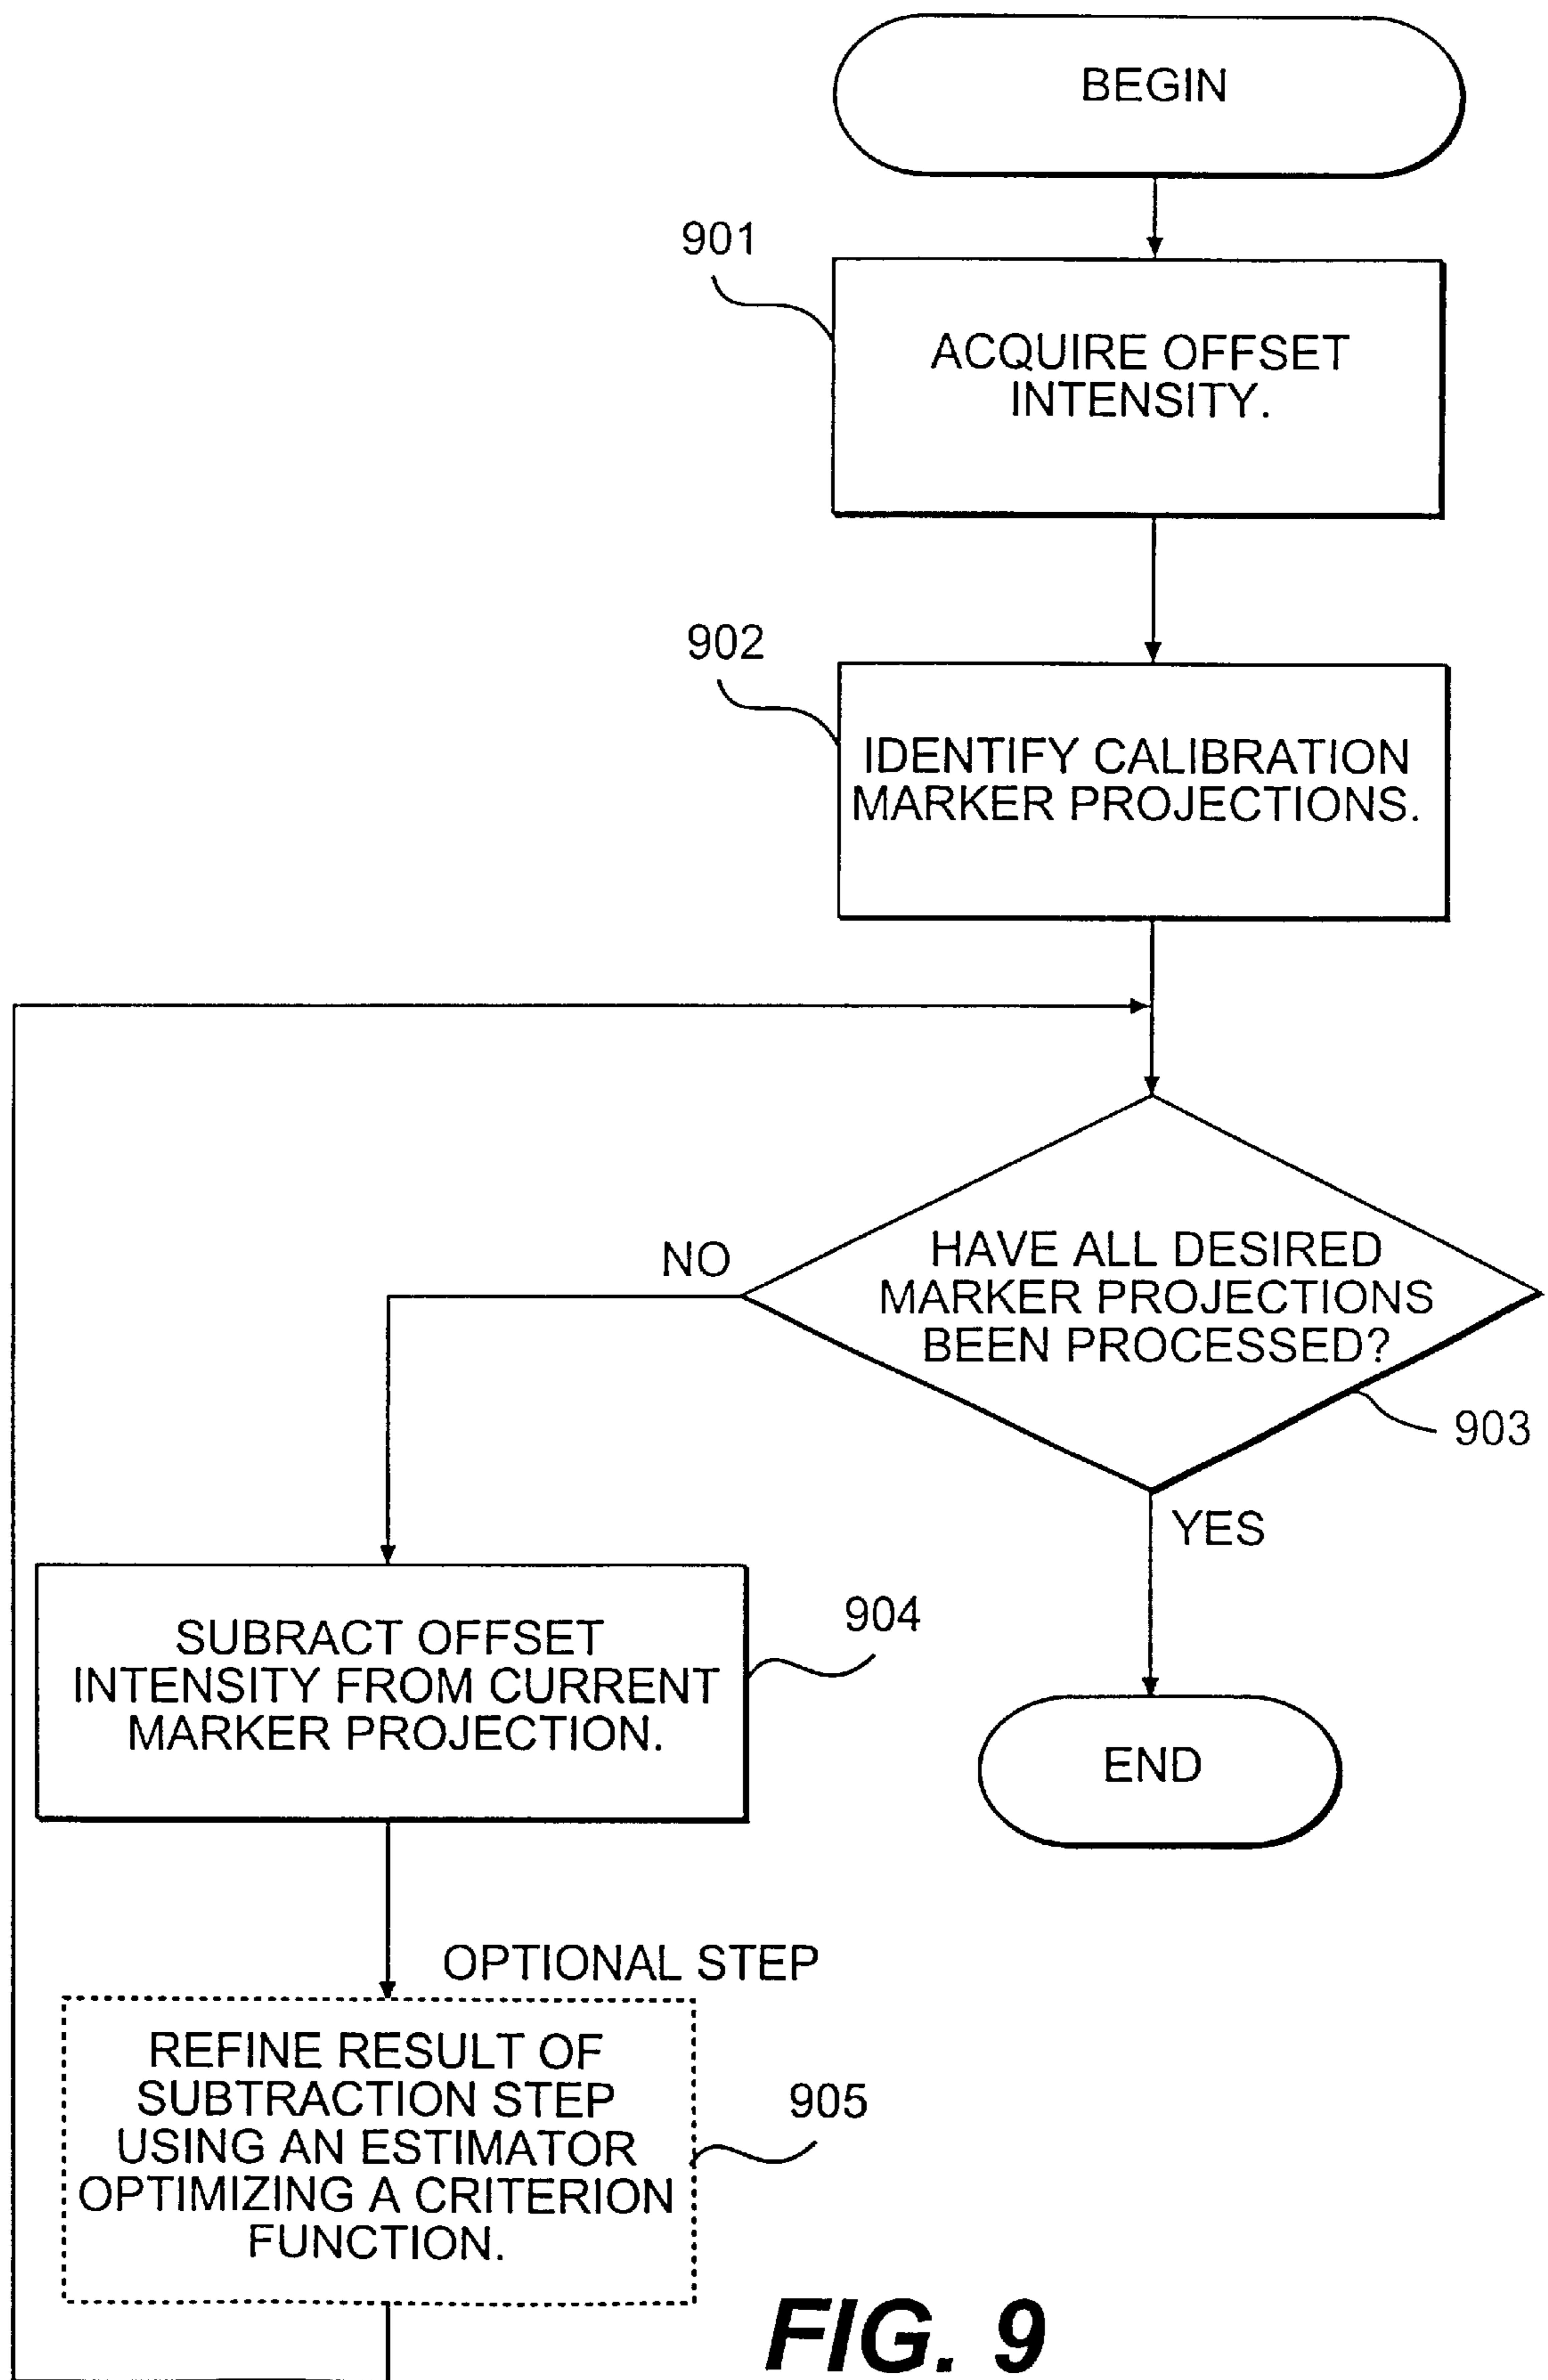 BEGIN
901
ACQUIRE OFFSET
INTENSITY.
902
IDENTIFY CALIBRATION
MARKER PROJECTIONS.
NO
HAVE ALL DESIRED
MARKER PROJECTIONS
BEEN PROCESSED?
903
YES
904
SUBRACT OFFSET
INTENSITY FROM CURRENT
MARKER PROJECTION.
END
OPTIONAL STEP
REFINE RESULT OF
SUBTRACTION STEP
USING AN ESTIMATOR
OPTIMIZING A CRITERION
FUNCTION.
905
FIG. 9